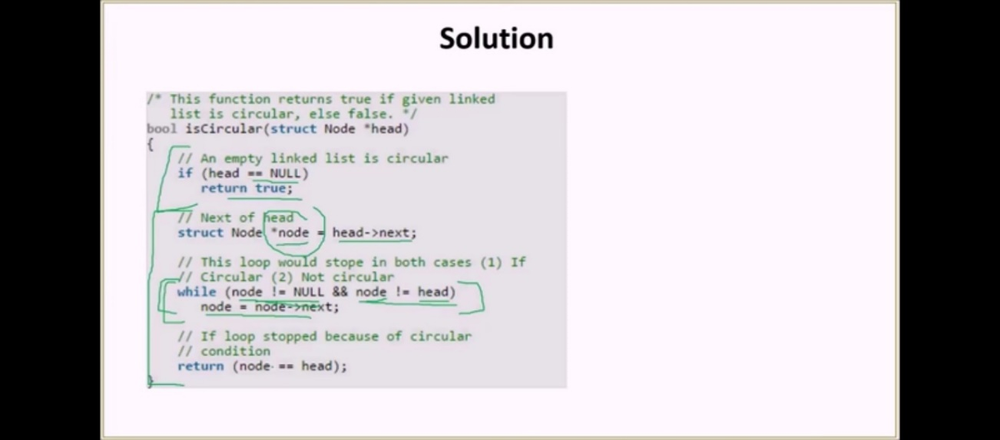 Solution
/* This function returns true if given linked
list is circular, else false. */
bool isCircular(struct Node *head)
{
// An empty linked list is circular
if (head == NULL)
return true;
// Next of head
struct Node *node = head->next;
// This loop would stope in both cases (1) If
// Circular (2) Not circular
while (node != NULL && node != head)
node = node->next;
// If loop stopped because of circular
// condition
return (node == head);
}